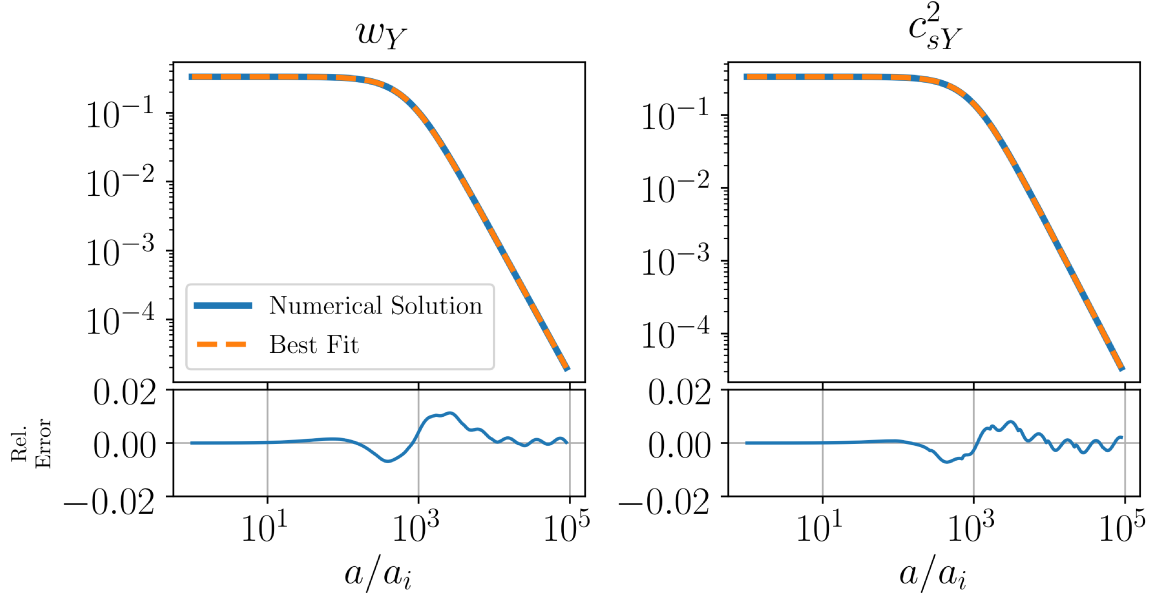 w_Y
10^{-1}
10^{-2}
10^{-3}
10^{-4}
Numerical Solution
Best Fit
0.02
0.00
−0.02
Rel.
Error
10^1
10^3
10^5
a/a_i
c^2_{sY}
10^{-1}
10^{-2}
10^{-3}
10^{-4}
0.02
0.00
−0.02
10^1
10^3
10^5
a/a_i